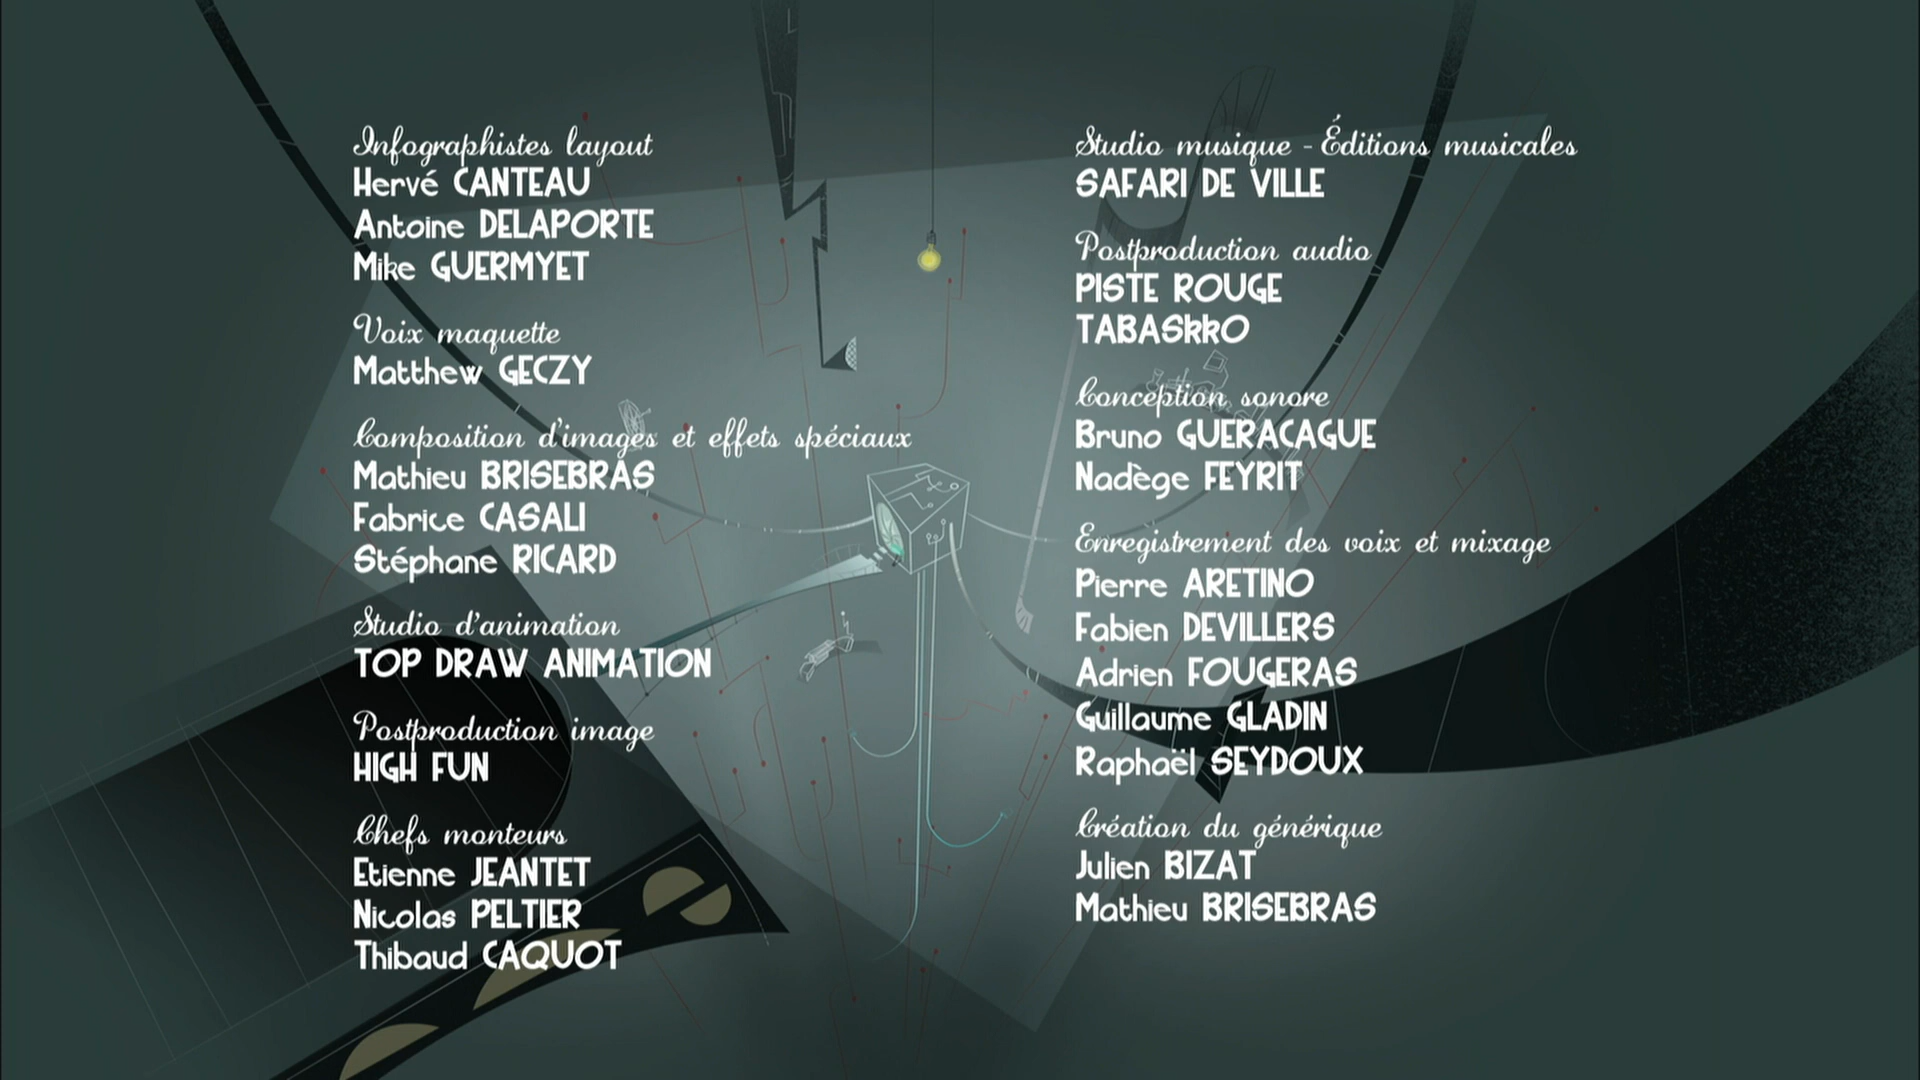 Infographistes layout
Hervé CANTEAU
Antoine DELAPORTE
Mike GUERMYET
Voix maquette
Matthew GECZY
Composition d'images et effets spéciaux
Mathieu BRISEBRAS
Fabrice CASALI
Stéphane RICARD
Studio d'animation
TOP DRAW ANIMATION
Postproduction image
HIGH FUN
Chefs monteurs
Etienne JEANTET
Nicolas PELTIER
Thibaud CAQUOT
Studio musique - Éditions musicales
SAFARI DE VILLE
Postproduction audio
PISTE ROUGE
TABASkkO
Conception sonore
Bruno GUERACAGUE
Nadège FEYRIT
Enregistrement des voix et mixage
Pierre ARETINO
Fabien DEVILLERS
Adrien FOUGERAS
Guillaume GLADIN
Raphaël SEYDOUX
Création du générique
Julien BIZAT
Mathieu BRISEBRAS